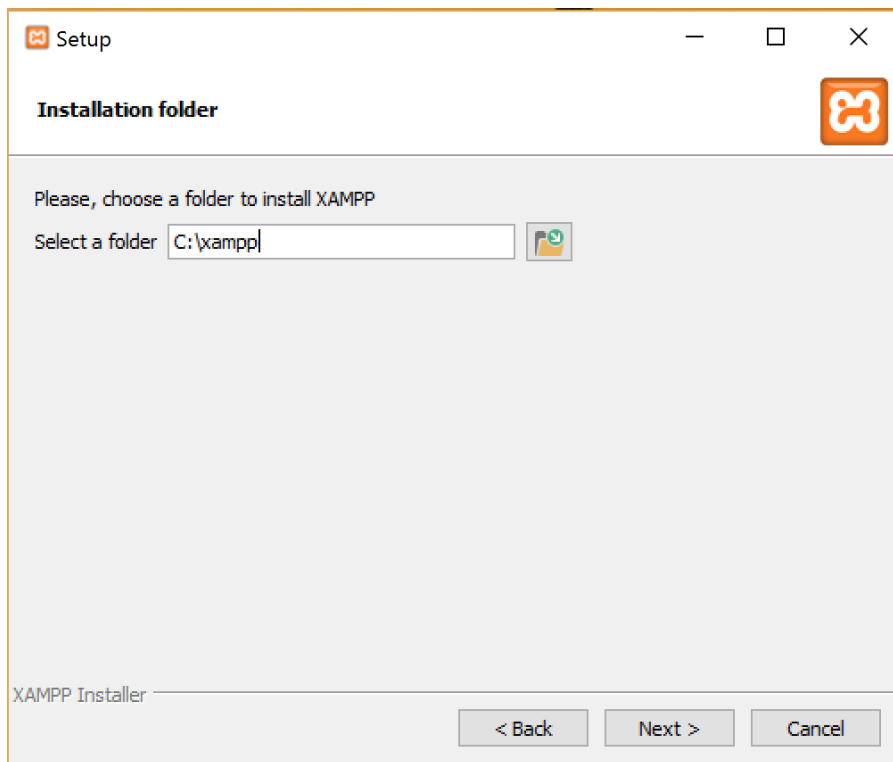 Setup
Installation folder
Please, choose a folder to install XAMPP
Select a folder C:\xampp
XAMPP Installer
< Back Next > Cancel